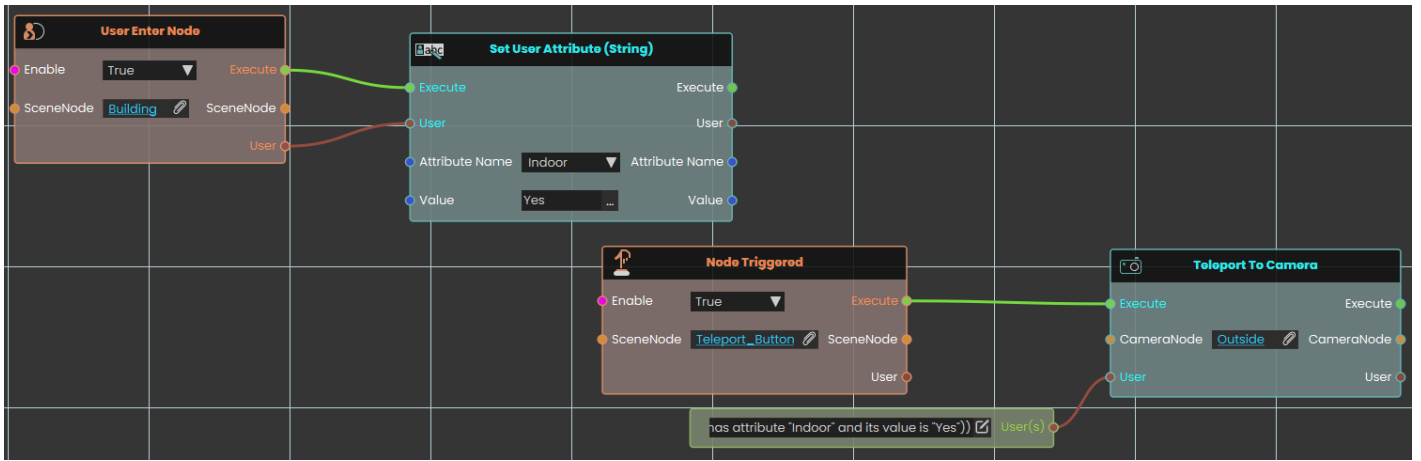 User Enter Node
Enable True Execute
SceneNode Building SceneNode
User
abc Set User Attribute (String)
Execute Execute
User User
Attribute Name Indoor Attribute Name
Value Yes ... Value
Node Triggered
Enable True Execute
SceneNode Teleport_Button SceneNode
User
Teleport To Camera
Execute Execute
CameraNode Outside CameraNode
User User
has attribute "Indoor" and its value is "Yes")) User(s)